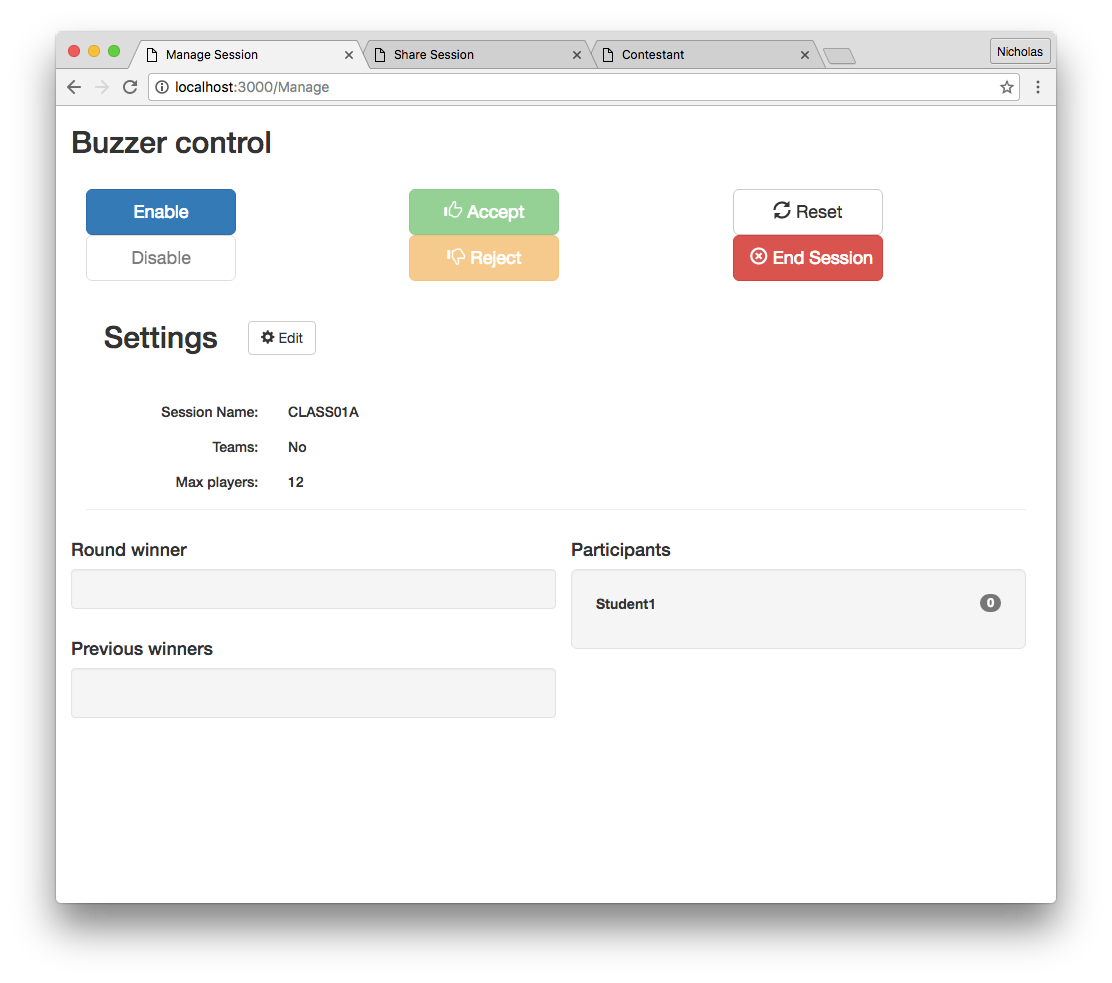 Manage Session
Share Session
Contestant
Nicholas
localhost:3000/Manage
Buzzer control
Enable
Accept
Reset
Disable
Reject
End Session
Settings
Edit
Session Name: CLASS01A
Teams: No
Max players: 12
Round winner
Participants
Student1 0
Previous winners